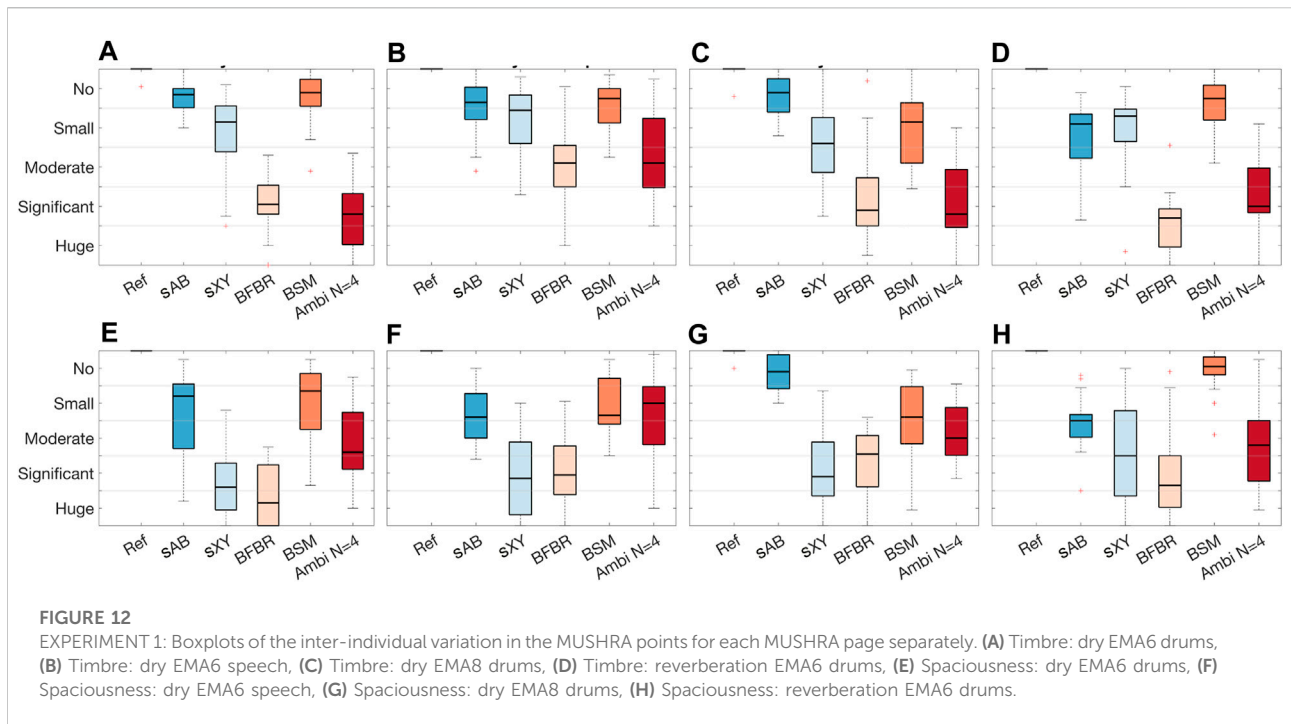 A
B
C
D
No
Small
Moderate
Significant
Huge
Ref sAB sXY BFBR BSM Ambi N=4
Ref sAB sXY BFBR BSM Ambi N=4
Ref sAB sXY BFBR BSM Ambi N=4
Ref sAB sXY BFBR BSM Ambi N=4
E
F
G
H
No
Small
Moderate
Significant
Huge
Ref sAB sXY BFBR BSM Ambi N=4
Ref sAB sXY BFBR BSM Ambi N=4
Ref sAB sXY BFBR BSM Ambi N=4
Ref sAB sXY BFBR BSM Ambi N=4
FIGURE 12
EXPERIMENT 1: Boxplots of the inter-individual variation in the MUSHRA points for each MUSHRA page separately. (A) Timbre: dry EMA6 drums,
(B) Timbre: dry EMA6 speech, (C) Timbre: dry EMA8 drums, (D) Timbre: reverberation EMA6 drums, (E) Spaciousness: dry EMA6 drums, (F)
Spaciousness: dry EMA6 speech, (G) Spaciousness: dry EMA8 drums, (H) Spaciousness: reverberation EMA6 drums.